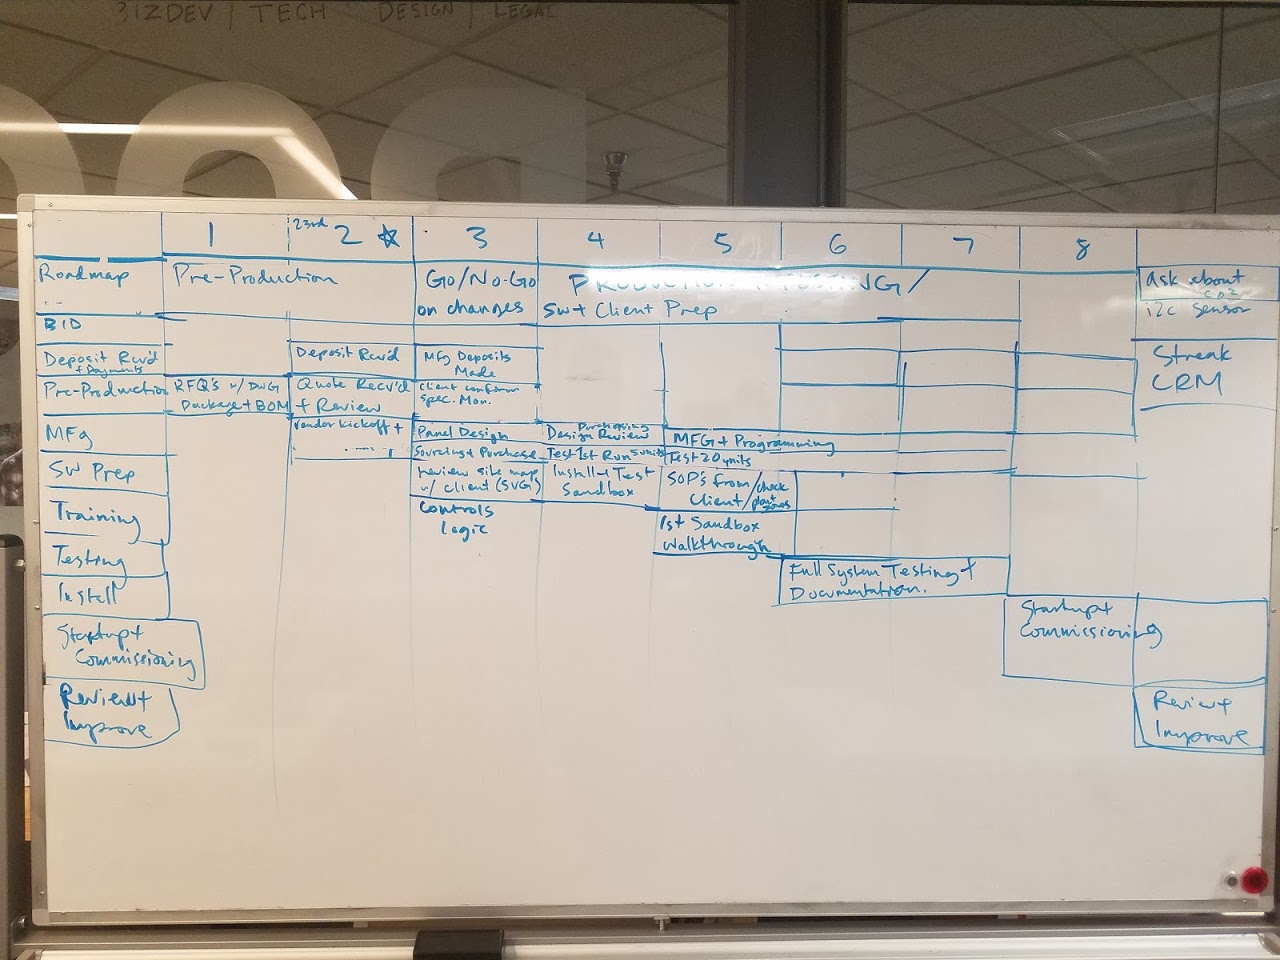 BIZDEV | TECH DESIGN | LEGAL
1 23rd 2 3 4 5 6 7 8
Roadmap
Pre-Production
Go/No-Go
on changes
PRODUCTION TESTING/
SW+ Client Prep
ask about
CO2
i2c sensor
BID
Deposit Rcv'd
+ Payments
Deposit Rcv'd
MFg Deposits
Made
Streak
CRM
Pre-Production
RFQ's w/ DWG
Package + BOM
Quote Recv'd
+ Review
Client confirm
spec. Mon.
MFg
Vendor Kickoff +
Panel Design
Sourcing + Purchase
Purchasing
Design Review
Test 1st Run 5 units
MFG + Programming
Test 20 units
SW Prep
review site map
w/ client (SVG's)
Install + Test
Sandbox
SOP's from
Client/check
plant
zones
Training
Controls
Logic
1st Sandbox
Walkthrough
Testing
Full System Testing +
Documentation.
Install
Startup +
Commissioning
Startup +
Commissioning
Review +
Improve
Review +
Improve